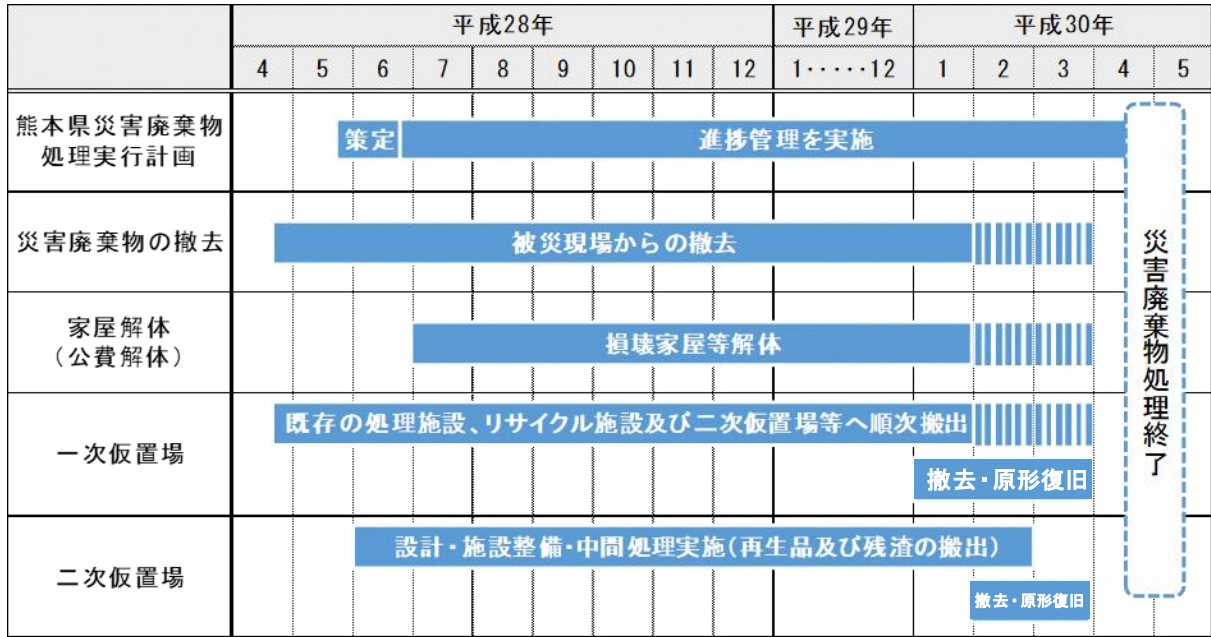 平成28年 平成29年 平成30年
4 5 6 7 8 9 10 11 12 1・・・・・12 1 2 3 4 5
熊本県災害廃棄物
処理実行計画
策定 進捗管理を実施
災害廃棄物の撤去
被災現場からの撤去
家屋解体
（公費解体）
損壊家屋等解体
一次仮置場
既存の処理施設、リサイクル施設及び二次仮置場等へ順次搬出
撤去・原形復旧
二次仮置場
設計・施設整備・中間処理実施（再生品及び残渣の搬出）
撤去・原形復旧
災害廃棄物処理終了